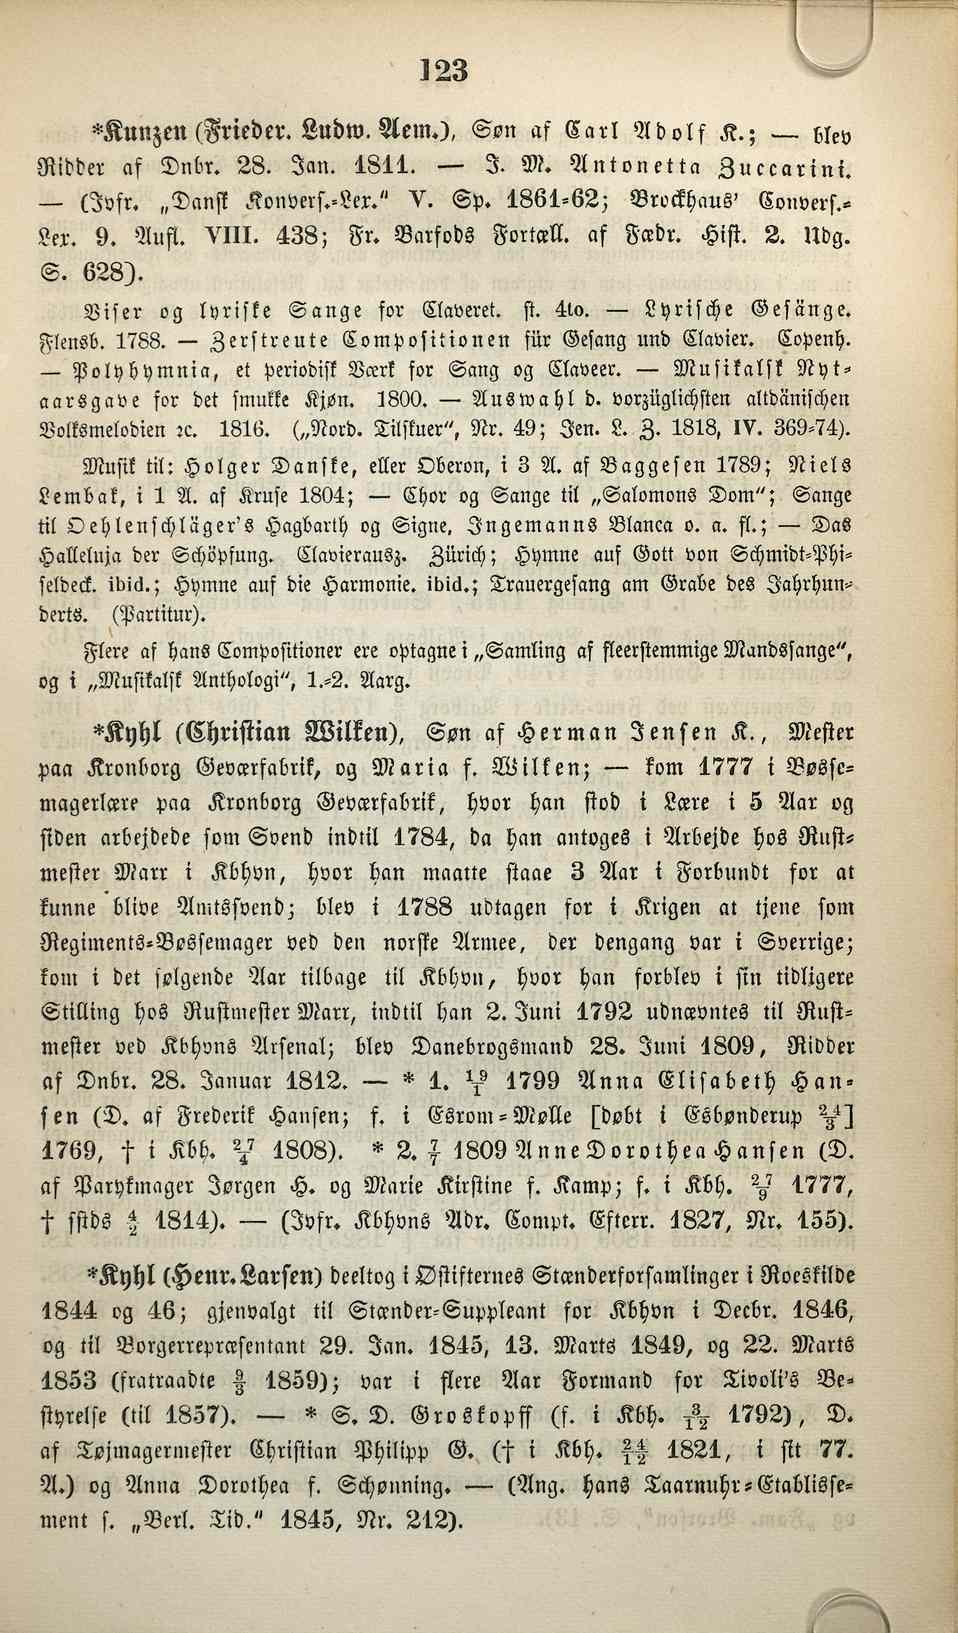 123
*Kunzen (Frieder. Ludw. Aem.), Søn af Carl Adolf K.; — blev
Ridder af Dnbr. 28. Jan. 1811. — J. M. Antonetta Zuccarini.
— (Jvfr. „Dansk Konvers.-Lex." V. Sp. 1861-62; Brockhaus' Convers.-
Lex. 9. Aufl. VIII. 438; Fr. Barfods Fortæll. af Fædr. Hist. 2. Udg.
S. 628).
Viser og lyriske Sange for Claveret. st. 4to. — Lyrische Gesänge.
Flensb. 1788. — Zerstreute Compositionen für Gesang und Clavier. Copenh.
— Polyhymnia, et periodisk Værk for Sang og Claveer. — Musikalsk Nyt-
aarsgave for det smukke Kjøn. 1800. — Auswahl d. vorzüglichsten altdänischen
Volksmelodien ꝛc. 1816. („Nord. Tilskuer", Nr. 49; Jen. L. Z. 1818, IV. 369-74).
Musik til: Holger Danske, eller Oberon, i 3 A. af Baggesen 1789; Niels
Lembak, i 1 A. af Kruse 1804; — Chor og Sange til „Salomons Dom"; Sange
til Oehlenschläger's Hagbarth og Signe, Ingemanns Blanca o. a. fl.; — Das
Halleluja der Schöpfung. Clavierausz. Zürich; Hymne auf Gott von Schmidt-Phi-
seldeck. ibid.; Hymne auf die Harmonie. ibid.; Trauergesang am Grabe des Jahrhun-
derts. (Partitur).
Flere af hans Compositioner ere optagne i „Samling af fleerstemmige Mandssange",
og i „Musikalsk Anthologi", 1.-2. Aarg.
*Kyhl (Christian Wilken), Søn af Herman Jensen K., Mester
paa Kronborg Geværfabrik, og Maria f. Wilken; — kom 1777 i Bøsse-
magerlære paa Kronborg Geværfabrik, hvor han stod i Lære i 5 Aar og
siden arbejdede som Svend indtil 1784, da han antoges i Arbejde hos Rust-
mester Marr i Kbhvn, hvor han maatte staae 3 Aar i Forbundt for at
kunne blive Amtssvend; blev i 1788 udtagen for i Krigen at tjene som
Regiments-Bøssemager ved den norske Armee, der dengang var i Sverrige;
kom i det følgende Aar tilbage til Kbhvn, hvor han forblev i sin tidligere
Stilling hos Rustmester Marr, indtil han 2. Juni 1792 udnævntes til Rust-
mester ved Kbhvns Arsenal; blev Danebrogsmand 28. Juni 1809, Ridder
af Dnbr. 28. Januar 1812. — * 1. 19/1 1799 Anna Elisabeth Han-
sen (D. af Frederik Hansen; f. i Esrom-Mølle [døbt i Esbønderup 24/3]
1769, † i Kbh. 27/4 1808). * 2. 7/7 1809 Anne Dorothea Hansen (D.
af Parykmager Jørgen H. og Marie Kirstine f. Kamp; f. i Kbh. 27/9 1777,
† sstds 4/2 1814). — (Jvfr. Kbhvns Adr. Compt. Efterr. 1827, Nr. 155).
*Kyhl (Henr. Larsen) deeltog i Østifternes Stænderforsamlinger i Roeskilde
1844 og 46; gjenvalgt til Stænder-Suppleant for Kbhvn i Decbr. 1846,
og til Borgerrepræsentant 29. Jan. 1845, 13. Marts 1849, og 22. Marts
1853 (fratraadte 9/3 1859); var i flere Aar Formand for Tivoli's Be-
styrelse (til 1857). — * S. D. Groskopff (f. i Kbh. 3/12 1792), D.
af Tøjmagermester Christian Philipp G. († i Kbh. 24/12 1821, i sit 77.
A.) og Anna Dorothea f. Schønning. — (Ang. hans Taarnuhr-Etablisse-
ment s. „Berl. Tid." 1845, Nr. 212).